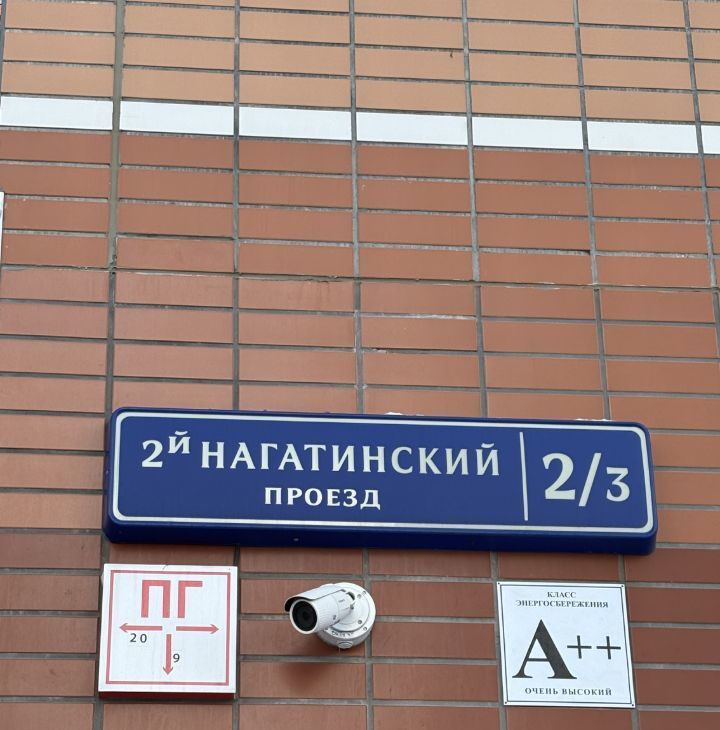 2й НАГАТИНСКИЙ
ПРОЕЗД
2/3
ПГ
20
9
КЛАСС
ЭНЕРГОСБЕРЕЖЕНИЯ
A++
ОЧЕНЬ ВЫСОКИЙ